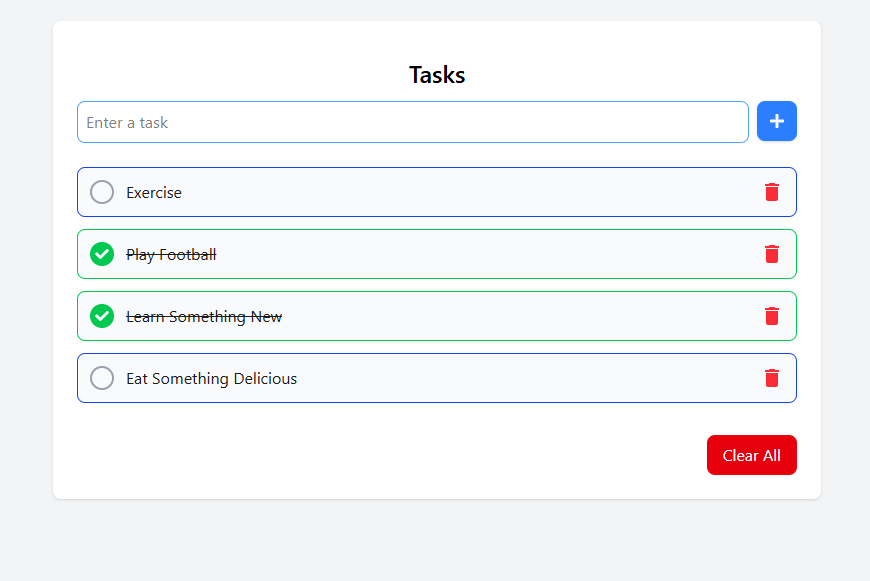 Tasks
Enter a task
Exercise
Play Football
Learn Something New
Eat Something Delicious
Clear All